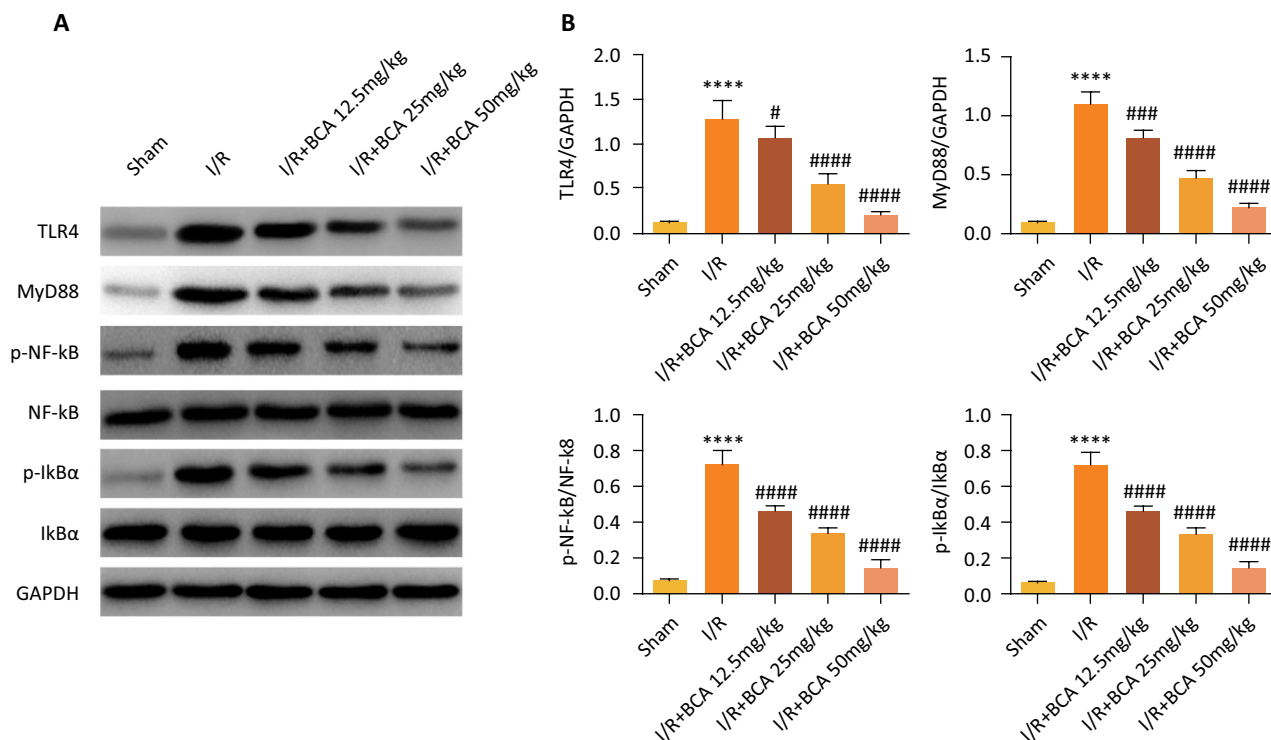 A
Sham
I/R
I/R+BCA 12.5mg/kg
I/R+BCA 25mg/kg
I/R+BCA 50mg/kg
TLR4
MyD88
p-NF-kB
NF-kB
p-IkBα
IkBα
GAPDH
B
TLR4/GAPDH
2.0
1.5
1.0
0.5
0.0
****
#
####
####
Sham
I/R
I/R+BCA 12.5mg/kg
I/R+BCA 25mg/kg
I/R+BCA 50mg/kg
MyD88/GAPDH
1.5
1.0
0.5
0.0
****
###
####
####
Sham
I/R
I/R+BCA 12.5mg/kg
I/R+BCA 25mg/kg
I/R+BCA 50mg/kg
p-NF-kB/NF-k8
1.0
0.8
0.6
0.4
0.2
0.0
****
####
####
####
Sham
I/R
I/R+BCA 12.5mg/kg
I/R+BCA 25mg/kg
I/R+BCA 50mg/kg
p-IkBα/IkBα
1.0
0.8
0.6
0.4
0.2
0.0
****
####
####
####
Sham
I/R
I/R+BCA 12.5mg/kg
I/R+BCA 25mg/kg
I/R+BCA 50mg/kg